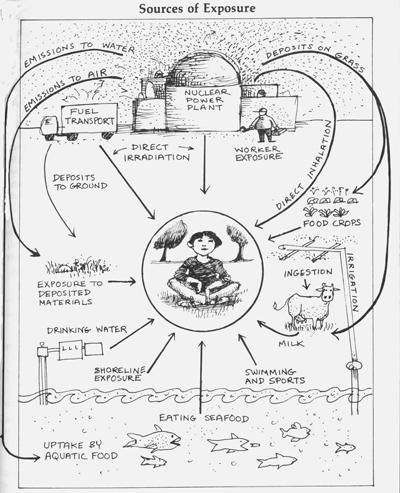 Sources of Exposure
EMISSIONS TO WATER
DEPOSITS ON GRASS
EMISSIONS TO AIR
NUCLEAR
POWER
PLANT
FUEL
TRANSPORT
DIRECT
IRRADIATION
WORKER
EXPOSURE
DIRECT INHALATION
DEPOSITS
TO GROUND
FOOD CROPS
IRRIGATION
INGESTION
EXPOSURE TO
DEPOSITED
MATERIALS
MILK
DRINKING WATER
SHORELINE
EXPOSURE
SWIMMING
AND SPORTS
EATING SEAFOOD
UPTAKE BY
AQUATIC FOOD